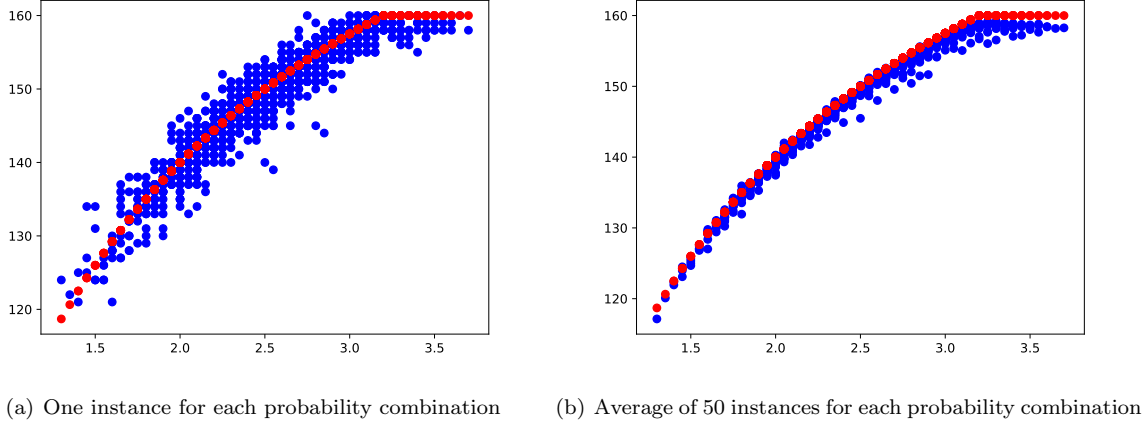 160
150
140
130
120
1.5 2.0 2.5 3.0 3.5
160
150
140
130
120
1.5 2.0 2.5 3.0 3.5
(a) One instance for each probability combination
(b) Average of 50 instances for each probability combination